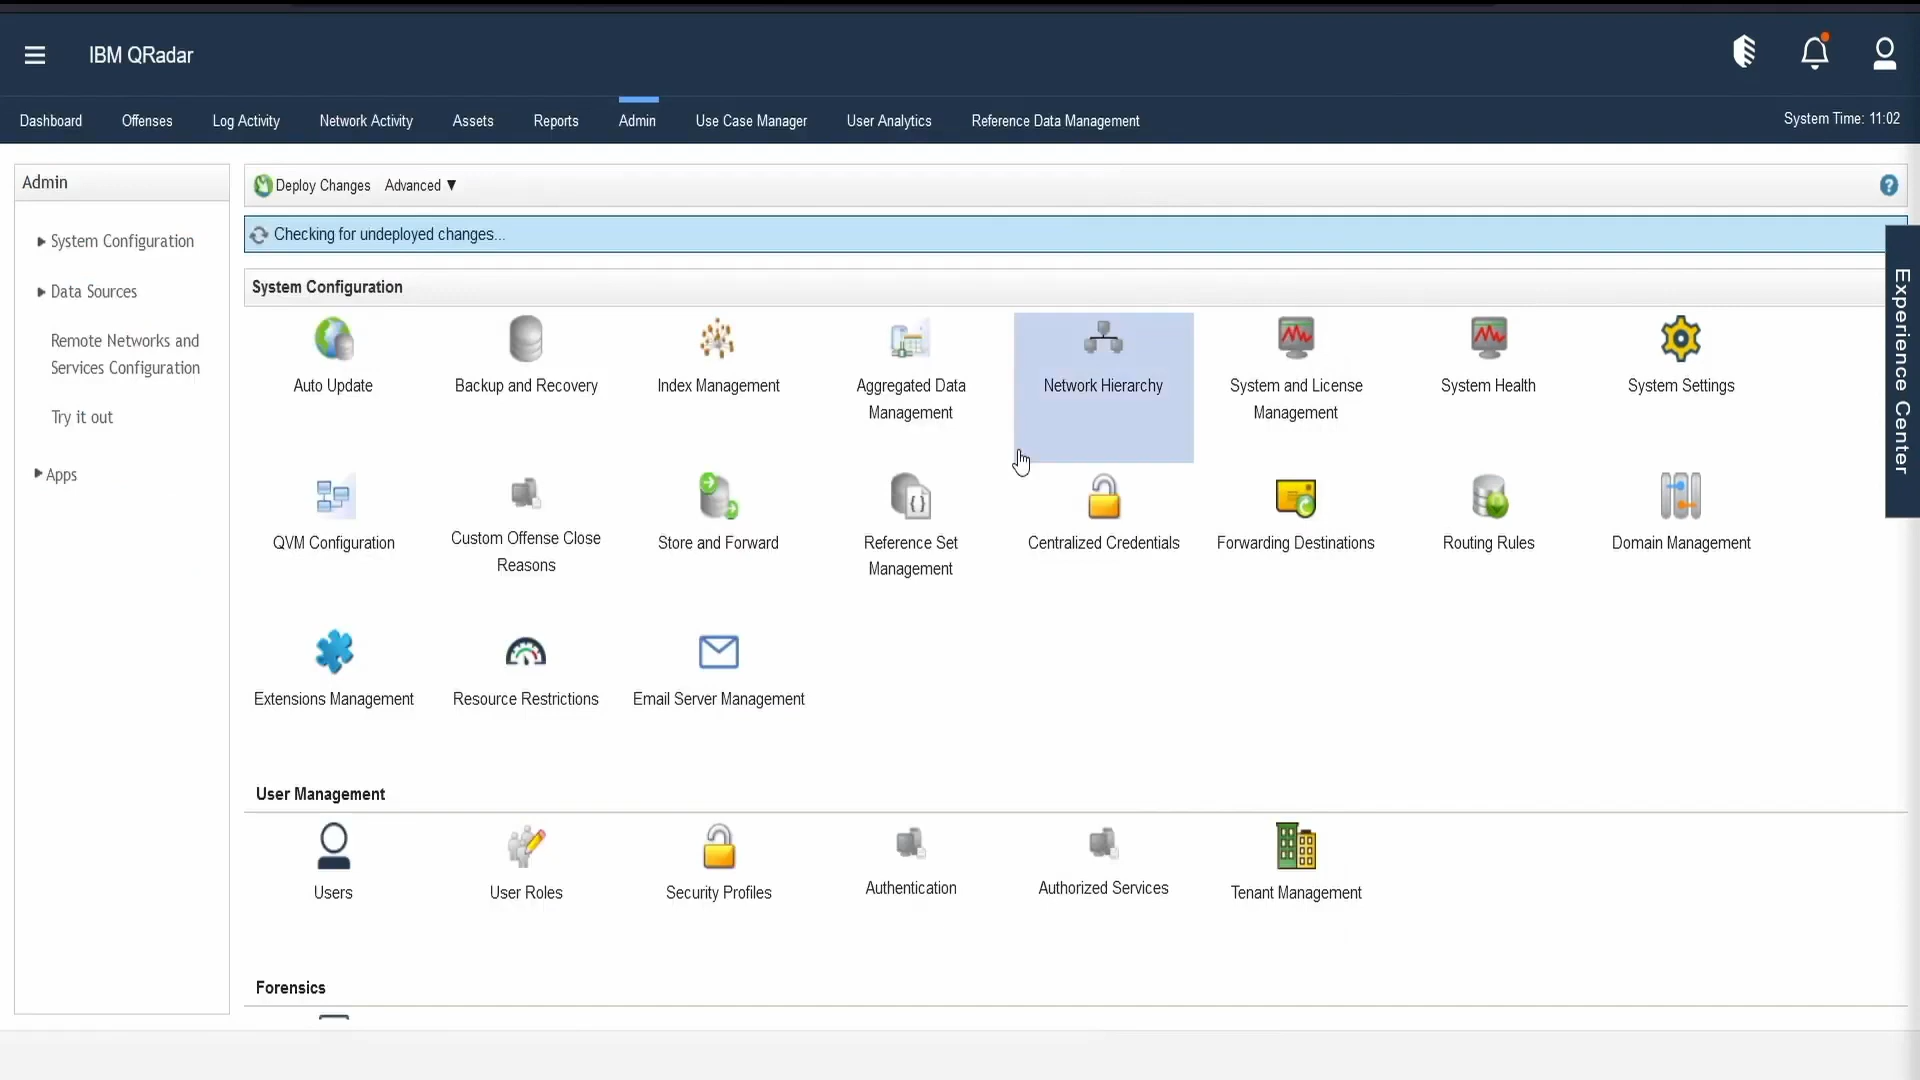 IBM QRadar
Dashboard Offenses Log Activity Network Activity Assets Reports Admin Use Case Manager User Analytics Reference Data Management System Time: 11:02
Admin
System Configuration
Data Sources
Remote Networks and
Services Configuration
Try it out
Apps
Deploy Changes Advanced ▼
?
Checking for undeployed changes...
System Configuration
Auto Update Backup and Recovery Index Management Aggregated Data Network Hierarchy System and License System Health System Settings
Management Management
QVM Configuration Custom Offense Close Store and Forward Reference Set Centralized Credentials Forwarding Destinations Routing Rules Domain Management
Reasons Management
Extensions Management Resource Restrictions Email Server Management
User Management
Users User Roles Security Profiles Authentication Authorized Services Tenant Management
Forensics
Experience Center